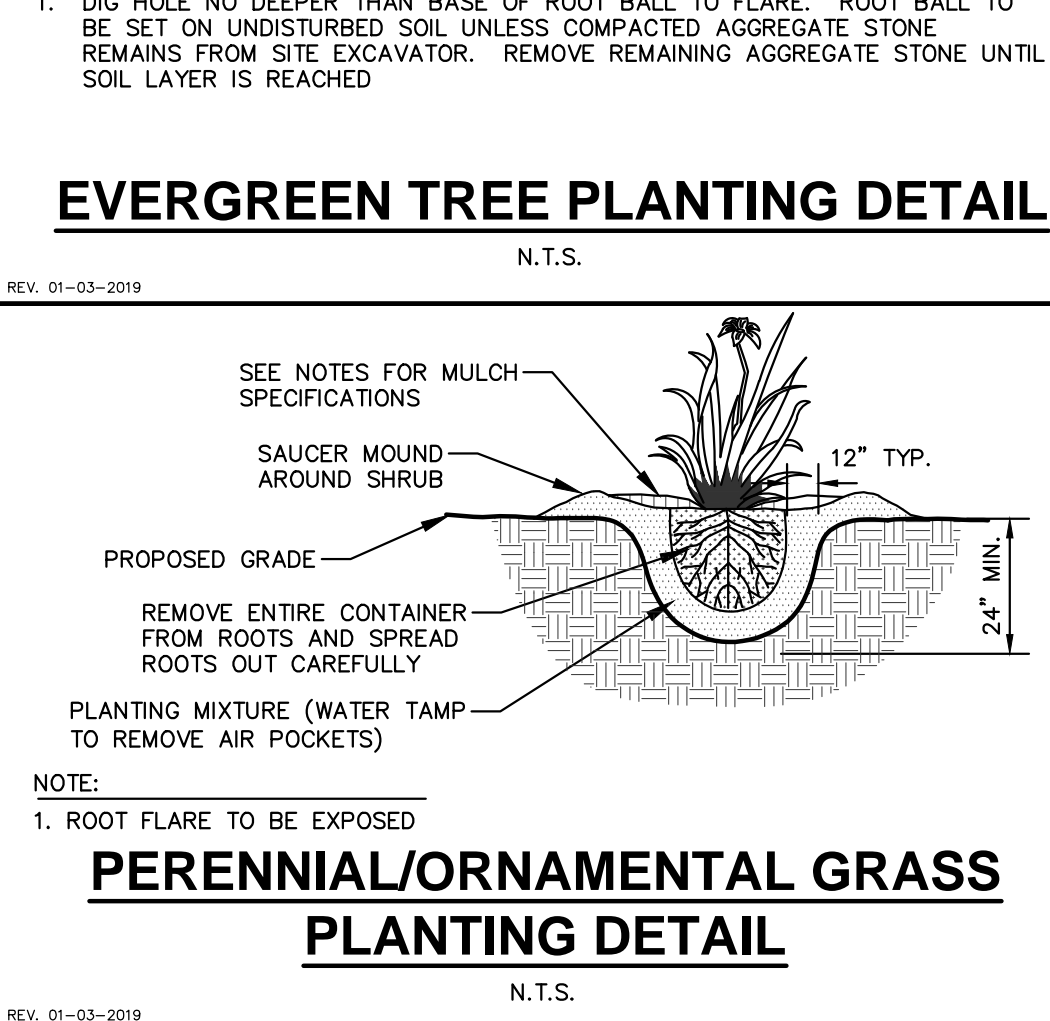 1. DIG HOLE NO DEEPER THAN BASE OF ROOT BALL TO FLARE. ROOT BALL TO
BE SET ON UNDISTURBED SOIL UNLESS COMPACTED AGGREGATE STONE
REMAINS FROM SITE EXCAVATOR. REMOVE REMAINING AGGREGATE STONE UNTIL
SOIL LAYER IS REACHED
EVERGREEN TREE PLANTING DETAIL
N.T.S.
REV. 01-03-2019
SEE NOTES FOR MULCH
SPECIFICATIONS
SAUCER MOUND
AROUND SHRUB
12" TYP.
PROPOSED GRADE
24" MIN.
REMOVE ENTIRE CONTAINER
FROM ROOTS AND SPREAD
ROOTS OUT CAREFULLY
PLANTING MIXTURE (WATER TAMP
TO REMOVE AIR POCKETS)
NOTE:
1. ROOT FLARE TO BE EXPOSED
PERENNIAL/ORNAMENTAL GRASS
PLANTING DETAIL
N.T.S.
REV. 01-03-2019